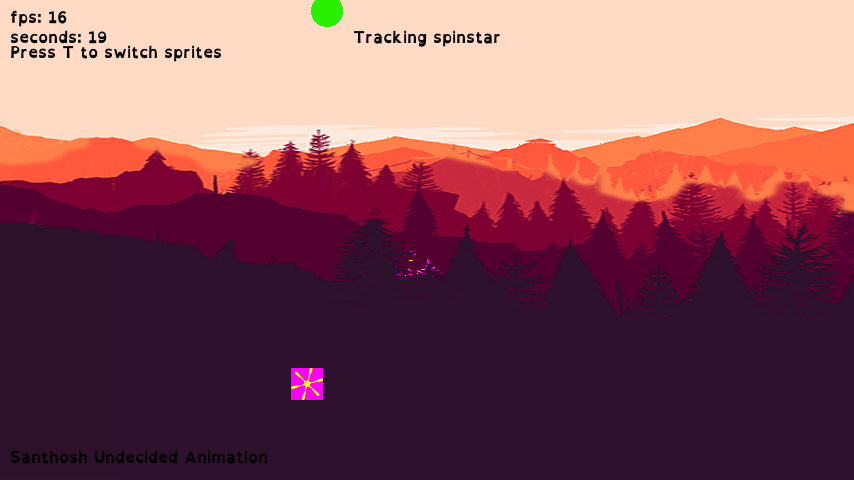 fps: 16
seconds: 19
Tracking spinstar
Press T to switch sprites
Santhosh Undecided Animation